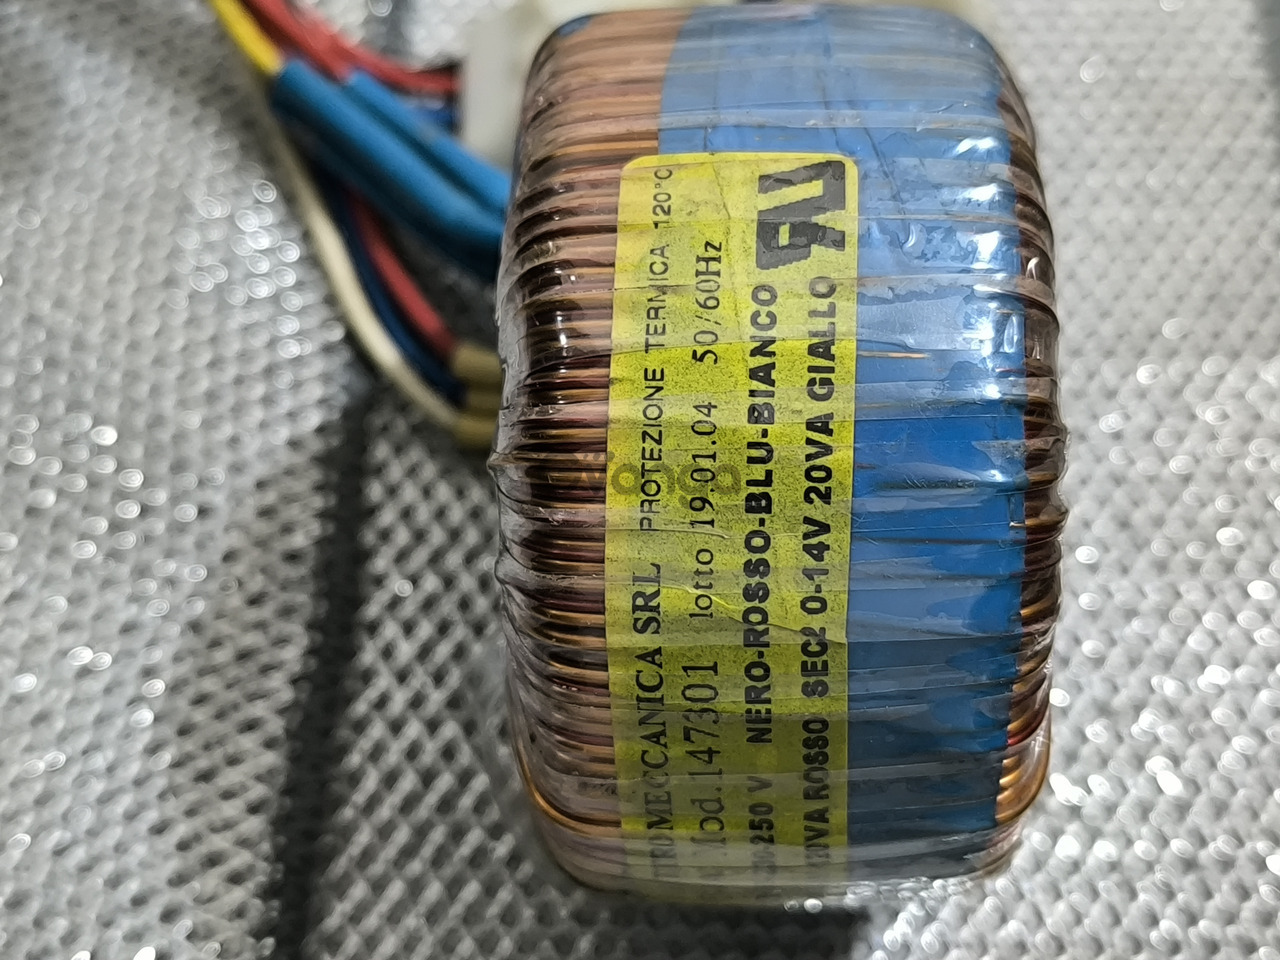 MECCANICA SRL PROTEZIONE TERMICA 120°C
Mod.147301 lotto 19.01.04 50/60Hz
250 V NERO-ROSSO-BLU-BIANCO
VA ROSSO SEC2 0-14V 20VA GIALLO